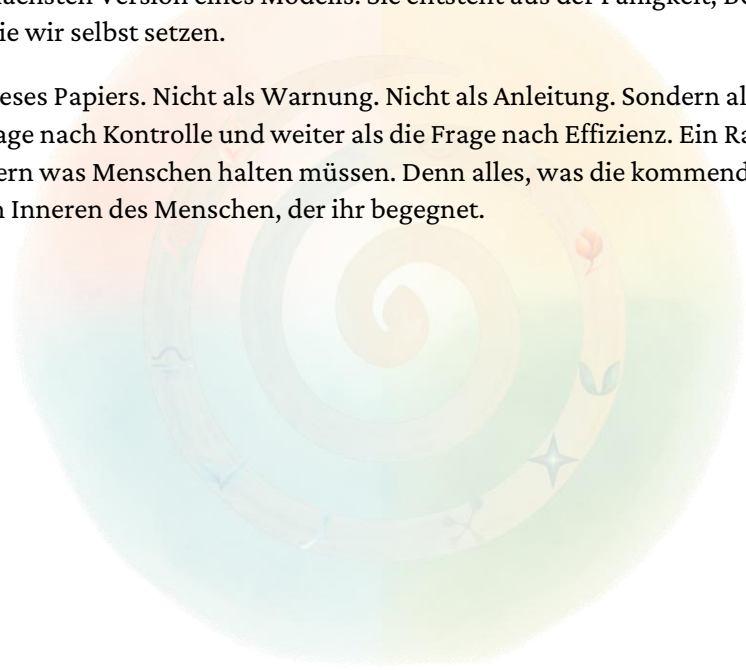 nächsten Version eines Modells. Sie entsteht aus der Fähigkeit,
ie wir selbst setzen.
eses Papiers. Nicht als Warnung. Nicht als Anleitung. Sondern al
age nach Kontrolle und weiter als die Frage nach Effizienz. Ein Ra
ern was Menschen halten müssen. Denn alles, was die kommend
n Inneren des Menschen, der ihr begegnet.